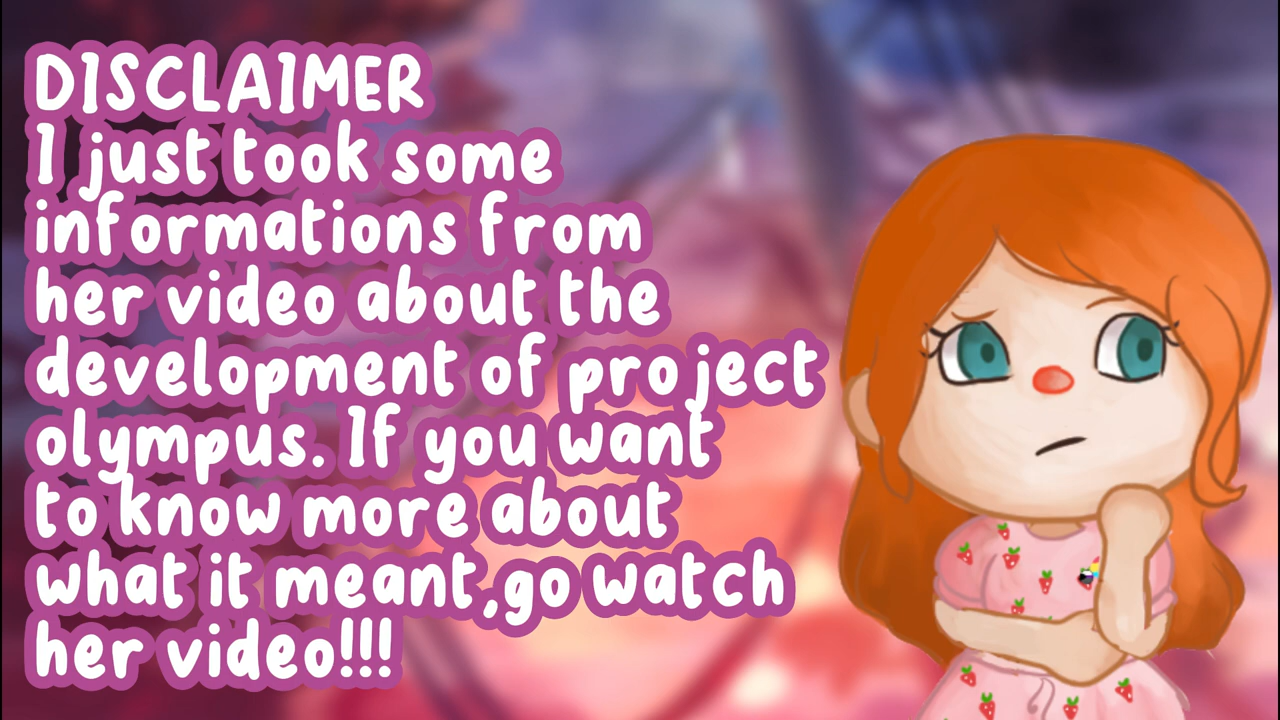 DISCLAIMER
I just took some
informations from
her video about the
development of project
olympus. If you want
to know more about
what it meant,go watch
her video!!!